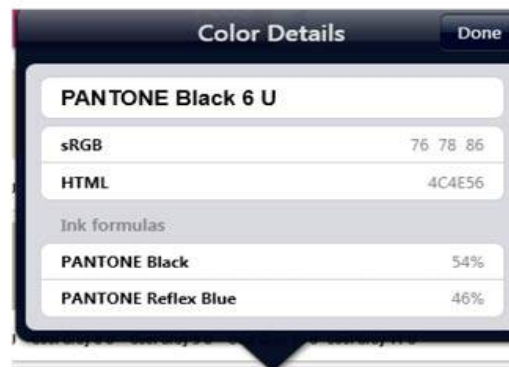 Color Details
Done
PANTONE Black 6 U
sRGB 76 78 86
HTML 4C4E56
Ink formulas
PANTONE Black 54%
PANTONE Reflex Blue 46%